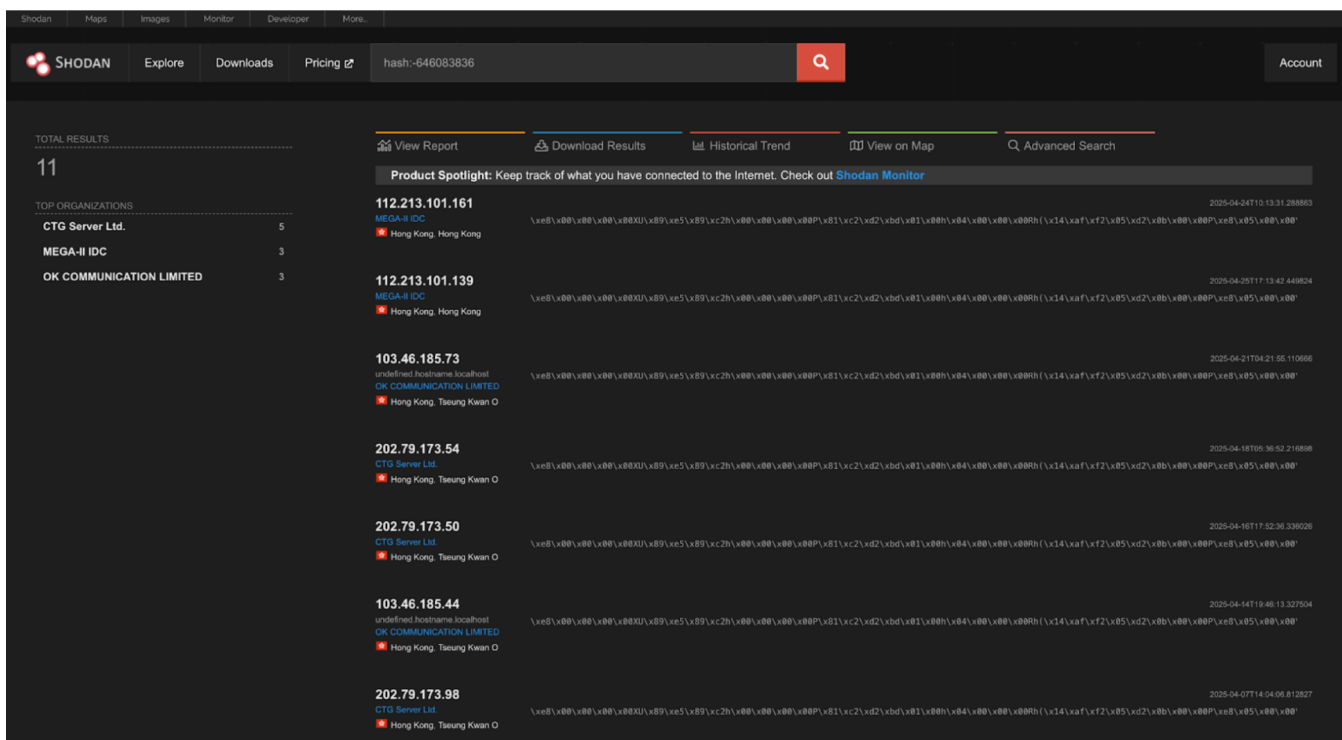 Shodan Maps Images Monitor Developer More...
SHODAN Explore Downloads Pricing hash:-646083836 Account
TOTAL RESULTS
11
TOP ORGANIZATIONS
CTG Server Ltd. 5
MEGA-II IDC 3
OK COMMUNICATION LIMITED 3
View Report Download Results Historical Trend View on Map Advanced Search
Product Spotlight: Keep track of what you have connected to the Internet. Check out Shodan Monitor
112.213.101.161 2025-04-24T10:13:31.288863
MEGA-II IDC
\xe8\x00\x00\x00\x00XU\x89\xe5\x89\xc2h\x00\x00\x00\x00P\x81\xc2\xd2\xbd\x01\x00h\x04\x00\x00\x00Rh(\x14\xaf\xf2\x05\xd2\x0b\x00\x00P\xe8\x05\x00\x00'
Hong Kong, Hong Kong
112.213.101.139 2025-04-25T17:13:42.449824
MEGA-II IDC
\xe8\x00\x00\x00\x00XU\x89\xe5\x89\xc2h\x00\x00\x00\x00P\x81\xc2\xd2\xbd\x01\x00h\x04\x00\x00\x00Rh(\x14\xaf\xf2\x05\xd2\x0b\x00\x00P\xe8\x05\x00\x00'
Hong Kong, Hong Kong
103.46.185.73 2025-04-21T04:21:55.110666
undefined.hostname.localhost
\xe8\x00\x00\x00\x00XU\x89\xe5\x89\xc2h\x00\x00\x00\x00P\x81\xc2\xd2\xbd\x01\x00h\x04\x00\x00\x00Rh(\x14\xaf\xf2\x05\xd2\x0b\x00\x00P\xe8\x05\x00\x00'
OK COMMUNICATION LIMITED
Hong Kong, Tseung Kwan O
202.79.173.54 2025-04-18T05:36:52.216898
CTG Server Ltd.
\xe8\x00\x00\x00\x00XU\x89\xe5\x89\xc2h\x00\x00\x00\x00P\x81\xc2\xd2\xbd\x01\x00h\x04\x00\x00\x00Rh(\x14\xaf\xf2\x05\xd2\x0b\x00\x00P\xe8\x05\x00\x00'
Hong Kong, Tseung Kwan O
202.79.173.50 2025-04-16T17:52:36.336026
CTG Server Ltd.
\xe8\x00\x00\x00\x00XU\x89\xe5\x89\xc2h\x00\x00\x00\x00P\x81\xc2\xd2\xbd\x01\x00h\x04\x00\x00\x00Rh(\x14\xaf\xf2\x05\xd2\x0b\x00\x00P\xe8\x05\x00\x00'
Hong Kong, Tseung Kwan O
103.46.185.44 2025-04-14T19:46:13.327504
undefined.hostname.localhost
\xe8\x00\x00\x00\x00XU\x89\xe5\x89\xc2h\x00\x00\x00\x00P\x81\xc2\xd2\xbd\x01\x00h\x04\x00\x00\x00Rh(\x14\xaf\xf2\x05\xd2\x0b\x00\x00P\xe8\x05\x00\x00'
OK COMMUNICATION LIMITED
Hong Kong, Tseung Kwan O
202.79.173.98 2025-04-07T14:04:06.812827
CTG Server Ltd.
\xe8\x00\x00\x00\x00XU\x89\xe5\x89\xc2h\x00\x00\x00\x00P\x81\xc2\xd2\xbd\x01\x00h\x04\x00\x00\x00Rh(\x14\xaf\xf2\x05\xd2\x0b\x00\x00P\xe8\x05\x00\x00'
Hong Kong, Tseung Kwan O